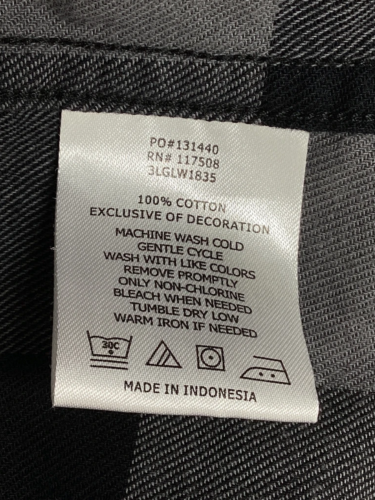 PO#131440
RN# 117508
3LGLW1835
100% COTTON
EXCLUSIVE OF DECORATION
MACHINE WASH COLD
GENTLE CYCLE
WASH WITH LIKE COLORS
REMOVE PROMPTLY
ONLY NON-CHLORINE
BLEACH WHEN NEEDED
TUMBLE DRY LOW
WARM IRON IF NEEDED
30C
MADE IN INDONESIA